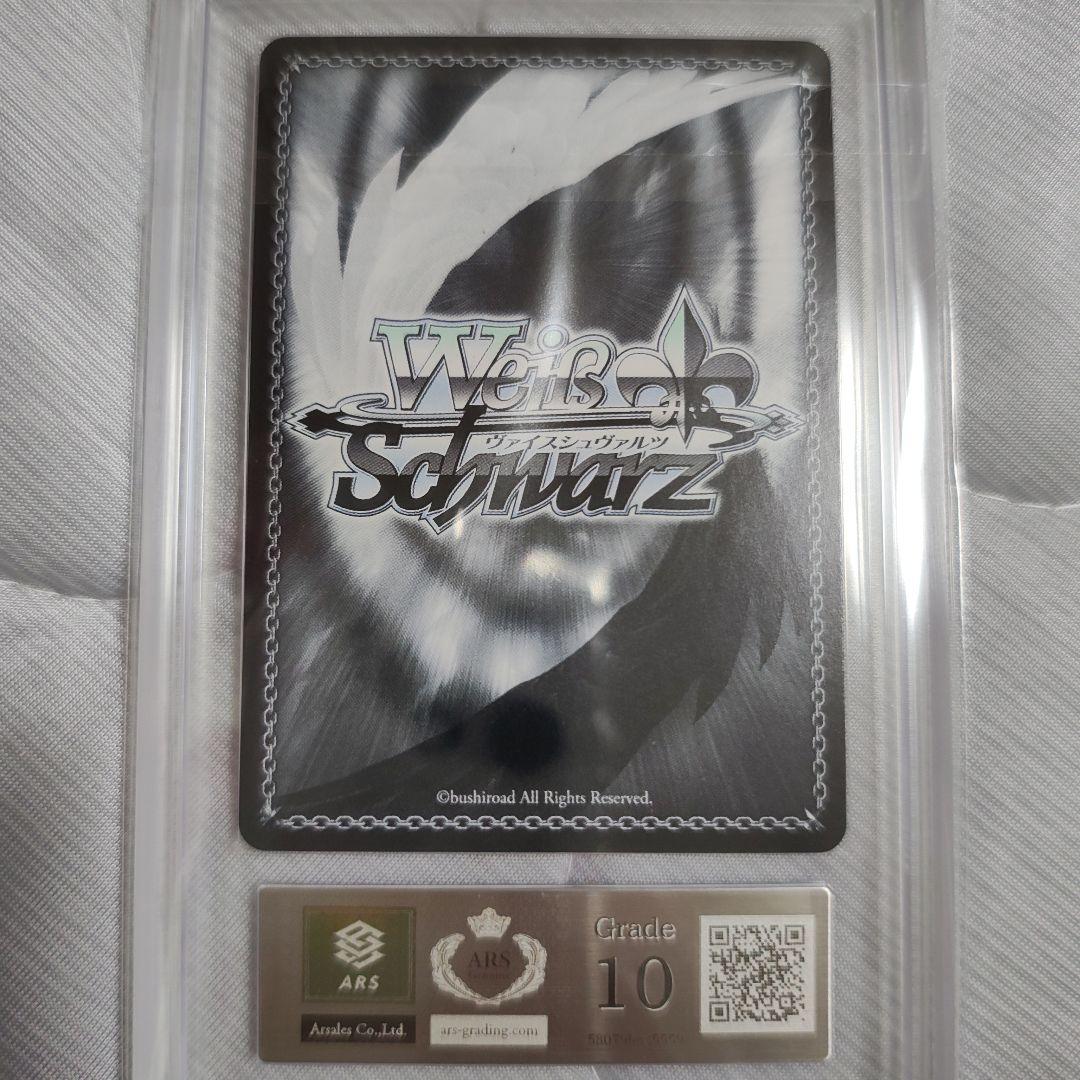 Weiß
ヴァイスシュヴァルツ
Schwarz
©bushiroad All Rights Reserved.
Grade
10
ARS
ARS
Arsales Co.,Ltd.
ars-grading.com